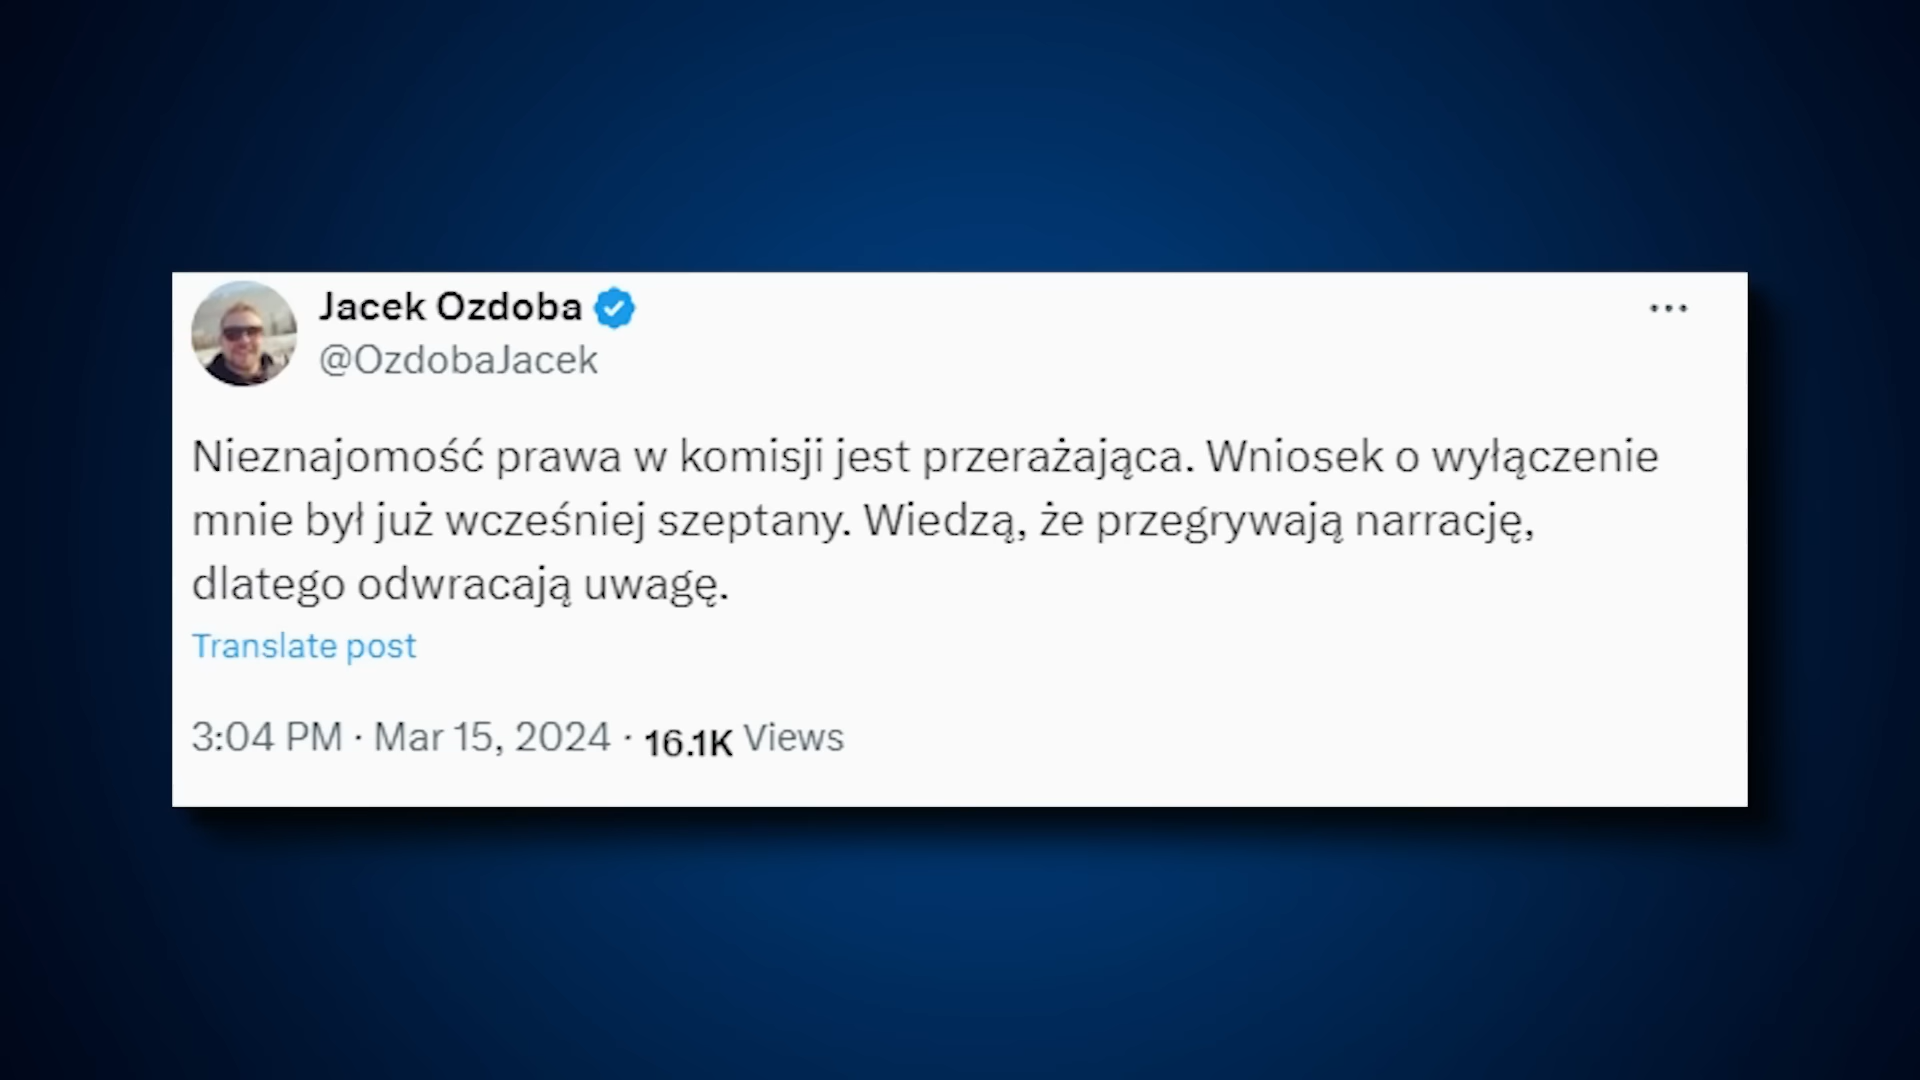 Jacek Ozdoba
@OzdobaJacek
Nieznajomość prawa w komisji jest przerażająca. Wniosek o wyłączenie
mnie był już wcześniej szeptany. Wiedzą, że przegrywają narrację,
dlatego odwracają uwagę.
Translate post
3:04 PM · Mar 15, 2024 · 16.1K Views